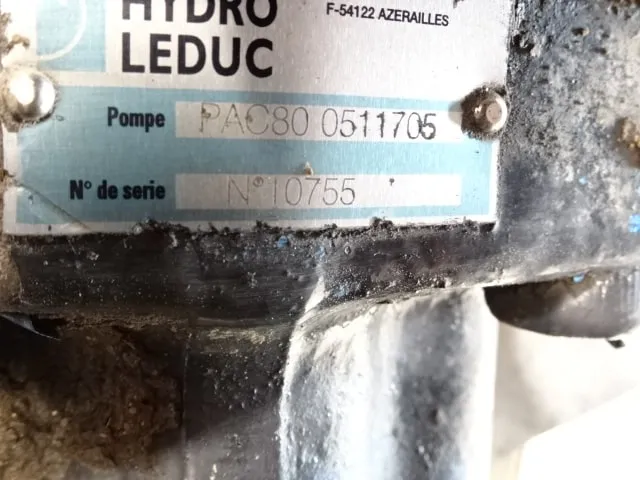 HYDRO
LEDUC
F-54122 AZERAILLES
Pompe PAC80 0511705
N° de serie N°10755